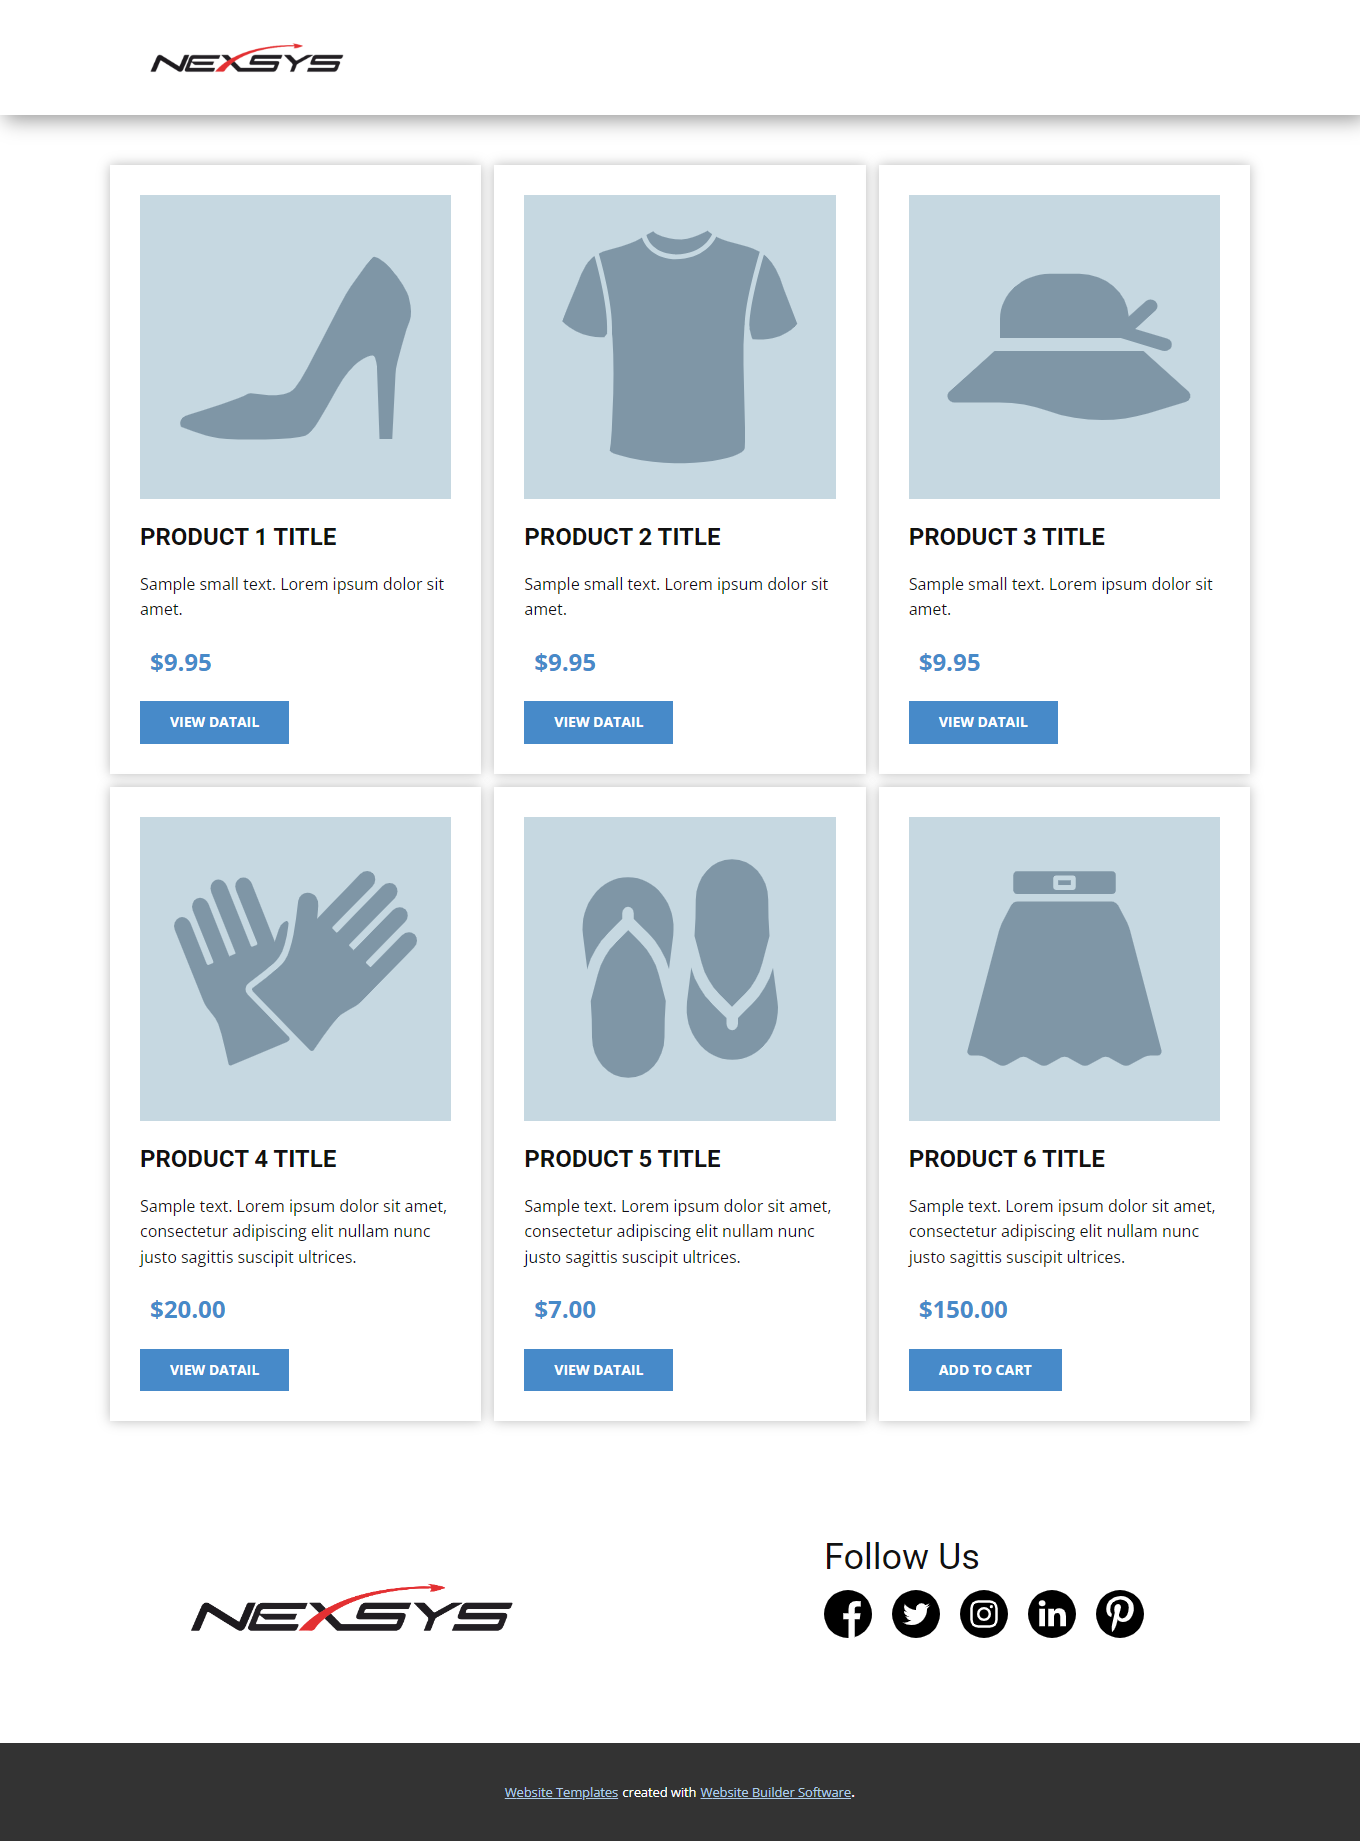 NEXSYS
PRODUCT 1 TITLE
Sample small text. Lorem ipsum dolor sit
amet.
$9.95
VIEW DATAIL
PRODUCT 2 TITLE
Sample small text. Lorem ipsum dolor sit
amet.
$9.95
VIEW DATAIL
PRODUCT 3 TITLE
Sample small text. Lorem ipsum dolor sit
amet.
$9.95
VIEW DATAIL
PRODUCT 4 TITLE
Sample text. Lorem ipsum dolor sit amet,
consectetur adipiscing elit nullam nunc
justo sagittis suscipit ultrices.
$20.00
VIEW DATAIL
PRODUCT 5 TITLE
Sample text. Lorem ipsum dolor sit amet,
consectetur adipiscing elit nullam nunc
justo sagittis suscipit ultrices.
$7.00
VIEW DATAIL
PRODUCT 6 TITLE
Sample text. Lorem ipsum dolor sit amet,
consectetur adipiscing elit nullam nunc
justo sagittis suscipit ultrices.
$150.00
ADD TO CART
NEXSYS
Follow Us
Website Templates created with Website Builder Software.